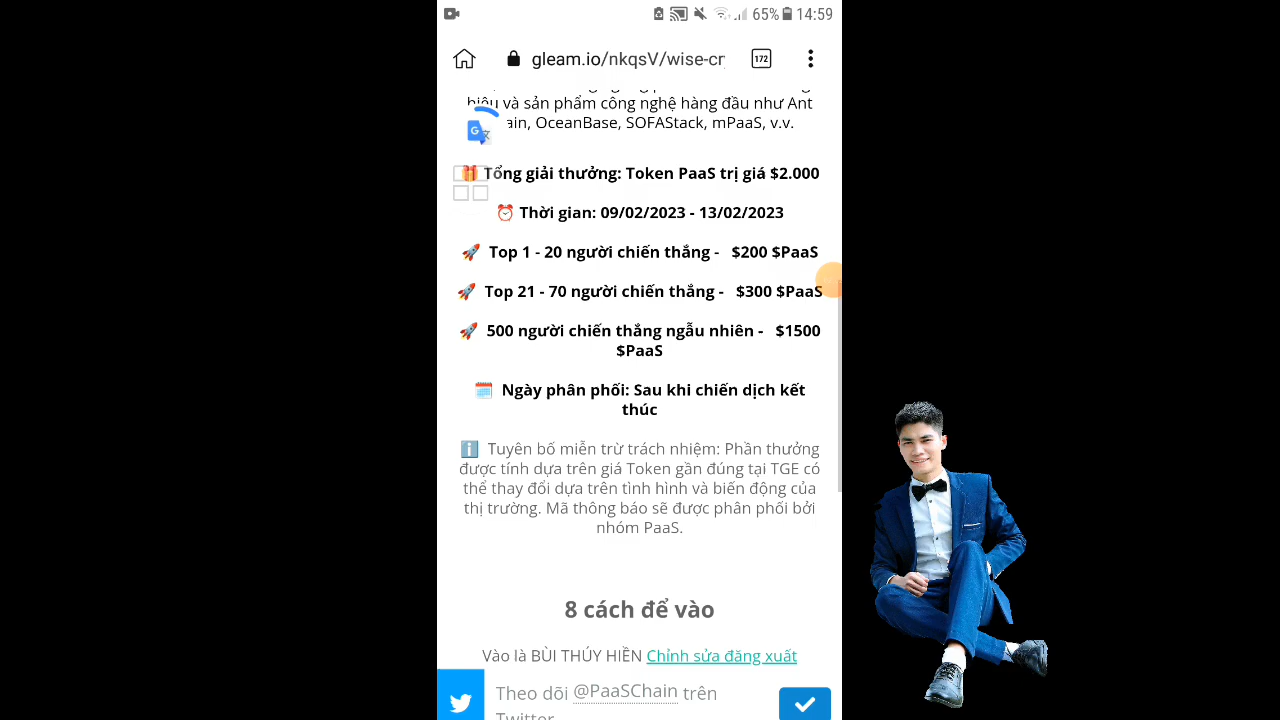 65% 14:59
gleam.io/nkqsV/wise-cr
172
hiệu và sản phẩm công nghệ hàng đầu như Ant
ain, OceanBase, SOFAStack, mPaaS, v.v.
Tổng giải thưởng: Token PaaS trị giá $2.000
Thời gian: 09/02/2023 - 13/02/2023
Top 1 - 20 người chiến thắng - $200 $PaaS
Top 21 - 70 người chiến thắng - $300 $PaaS
500 người chiến thắng ngẫu nhiên - $1500
$PaaS
Ngày phân phối: Sau khi chiến dịch kết
thúc
Tuyên bố miễn trừ trách nhiệm: Phần thưởng
được tính dựa trên giá Token gần đúng tại TGE có
thể thay đổi dựa trên tình hình và biến động của
thị trường. Mã thông báo sẽ được phân phối bởi
nhóm PaaS.
8 cách để vào
Vào là BÙI THÚY HIỀN Chỉnh sửa đăng xuất
Theo dõi @PaaSChain trên
Twitter